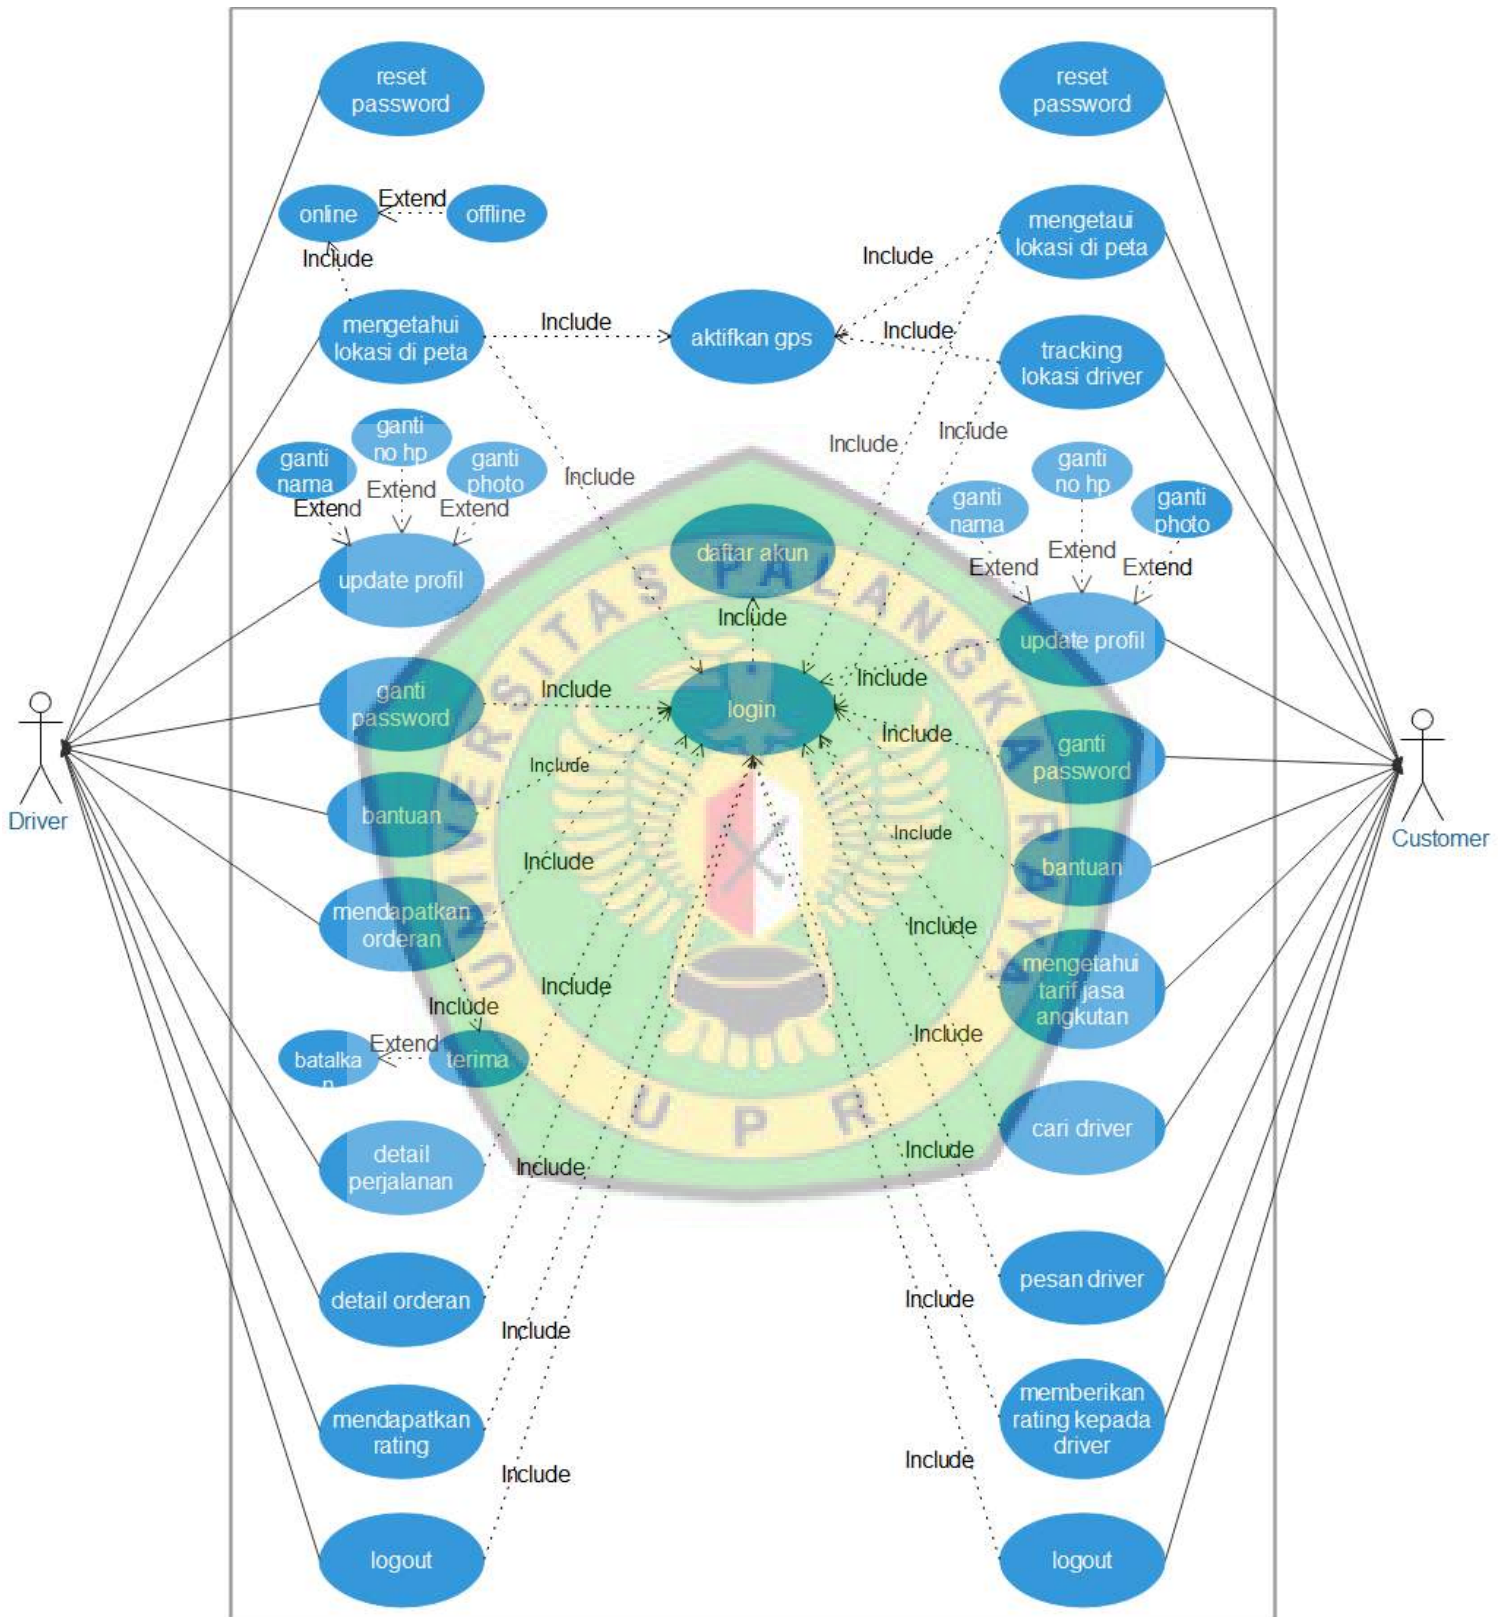 reset
password
reset
password
online
Extend
offline
Include
mengetaui
lokasi di peta
Include
mengetahui
lokasi di peta
Include
aktifkan gps
Include
tracking
lokasi driver
ganti
nama
ganti
no hp
ganti
photo
Extend
Extend
Extend
update profil
Include
Include
Include
ganti
nama
ganti
no hp
ganti
photo
Extend
Extend
Extend
update profil
daftar akun
Include
login
UNIVERSITAS PALANGKA RAYA
UPR
ganti
password
Include
Include
Include
ganti
password
Driver
Customer
bantuan
Include
Include
bantuan
mendapatkan
orderan
Include
Include
mengetahui
tarif jasa
angkutan
Include
Include
batalka
n
Extend
terima
Include
cari driver
detail
perjalanan
Include
Include
detail orderan
pesan driver
Include
Include
mendapatkan
rating
memberikan
rating kepada
driver
Include
Include
logout
logout